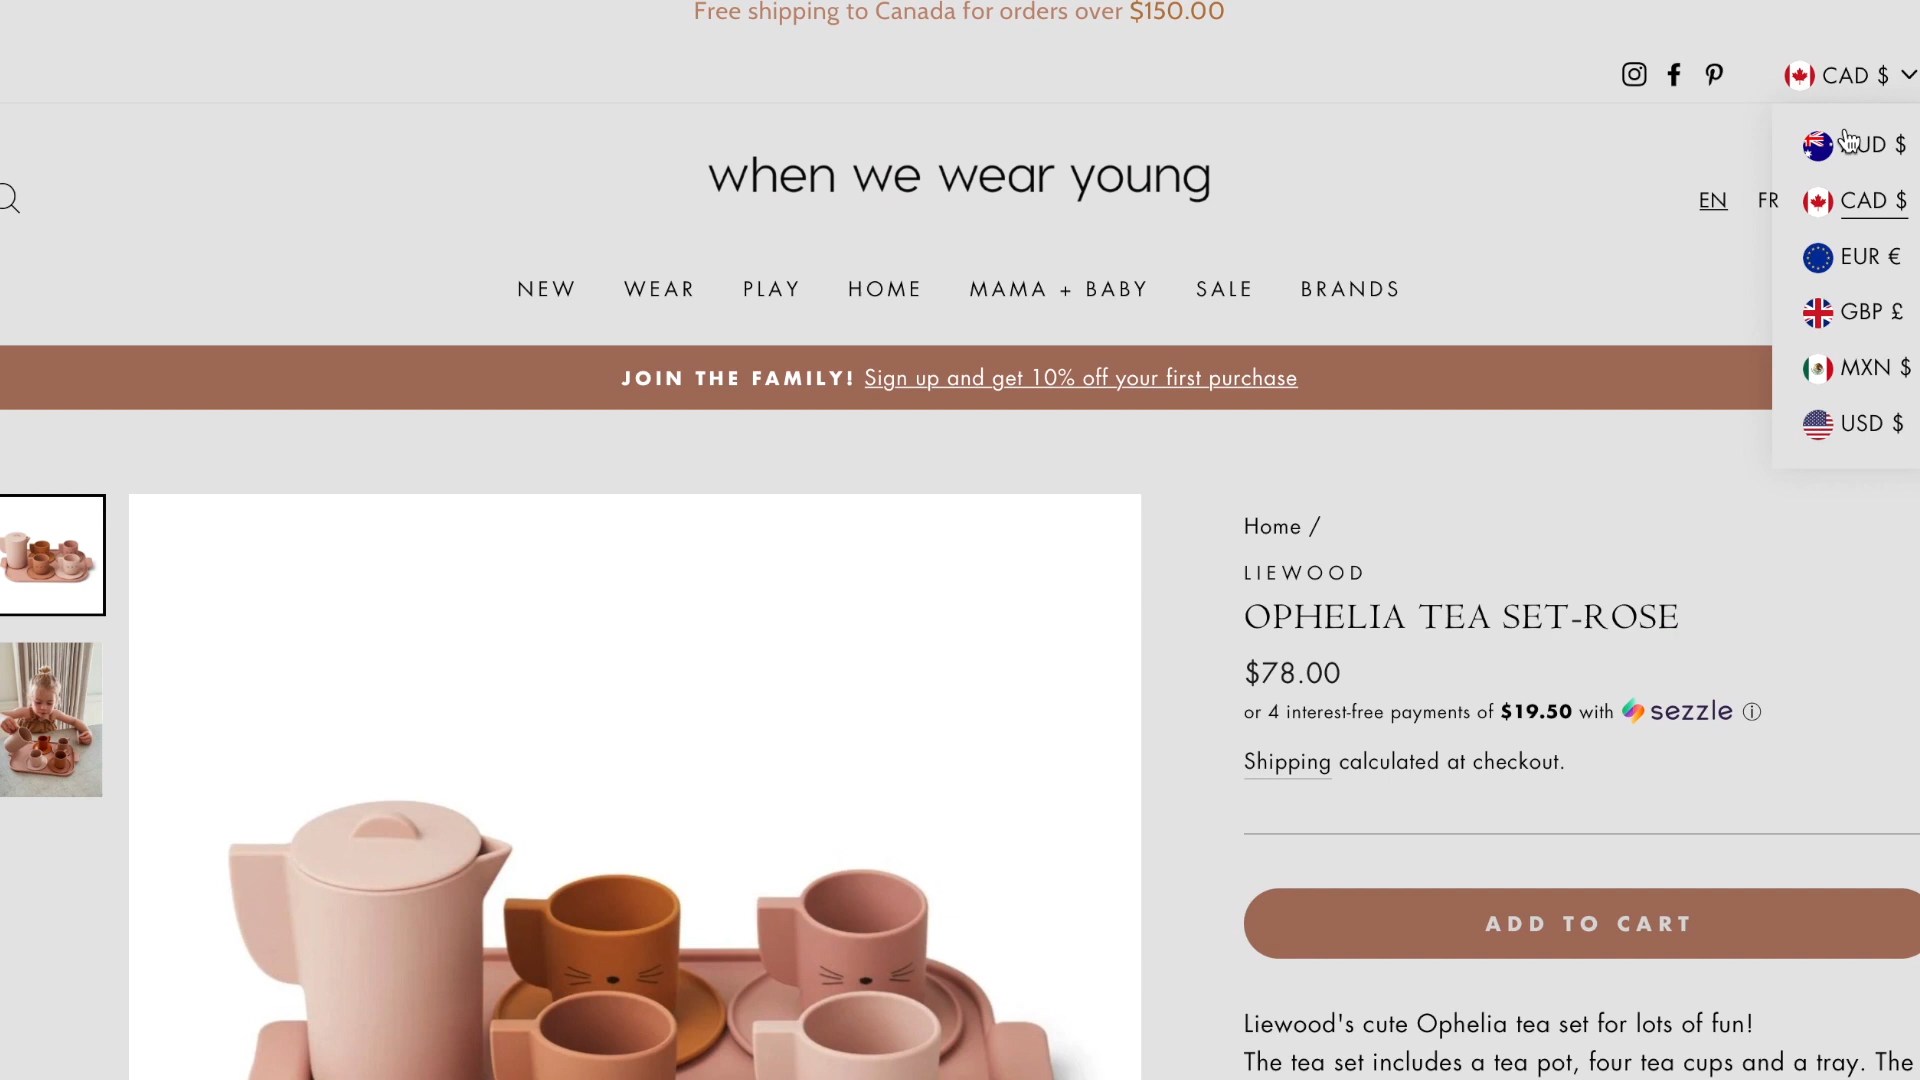 Free shipping to Canada for orders over $150.00
CAD $
when we wear young
EN FR
NEW WEAR PLAY HOME MAMA + BABY SALE BRANDS
UD $
CAD $
EUR €
GBP £
MXN $
USD $
JOIN THE FAMILY! Sign up and get 10% off your first purchase
Home /
LIEWOOD
OPHELIA TEA SET-ROSE
$78.00
or 4 interest-free payments of $19.50 with sezzle
Shipping calculated at checkout.
ADD TO CART
Liewood's cute Ophelia tea set for lots of fun!
The tea set includes a tea pot, four tea cups and a tray. The